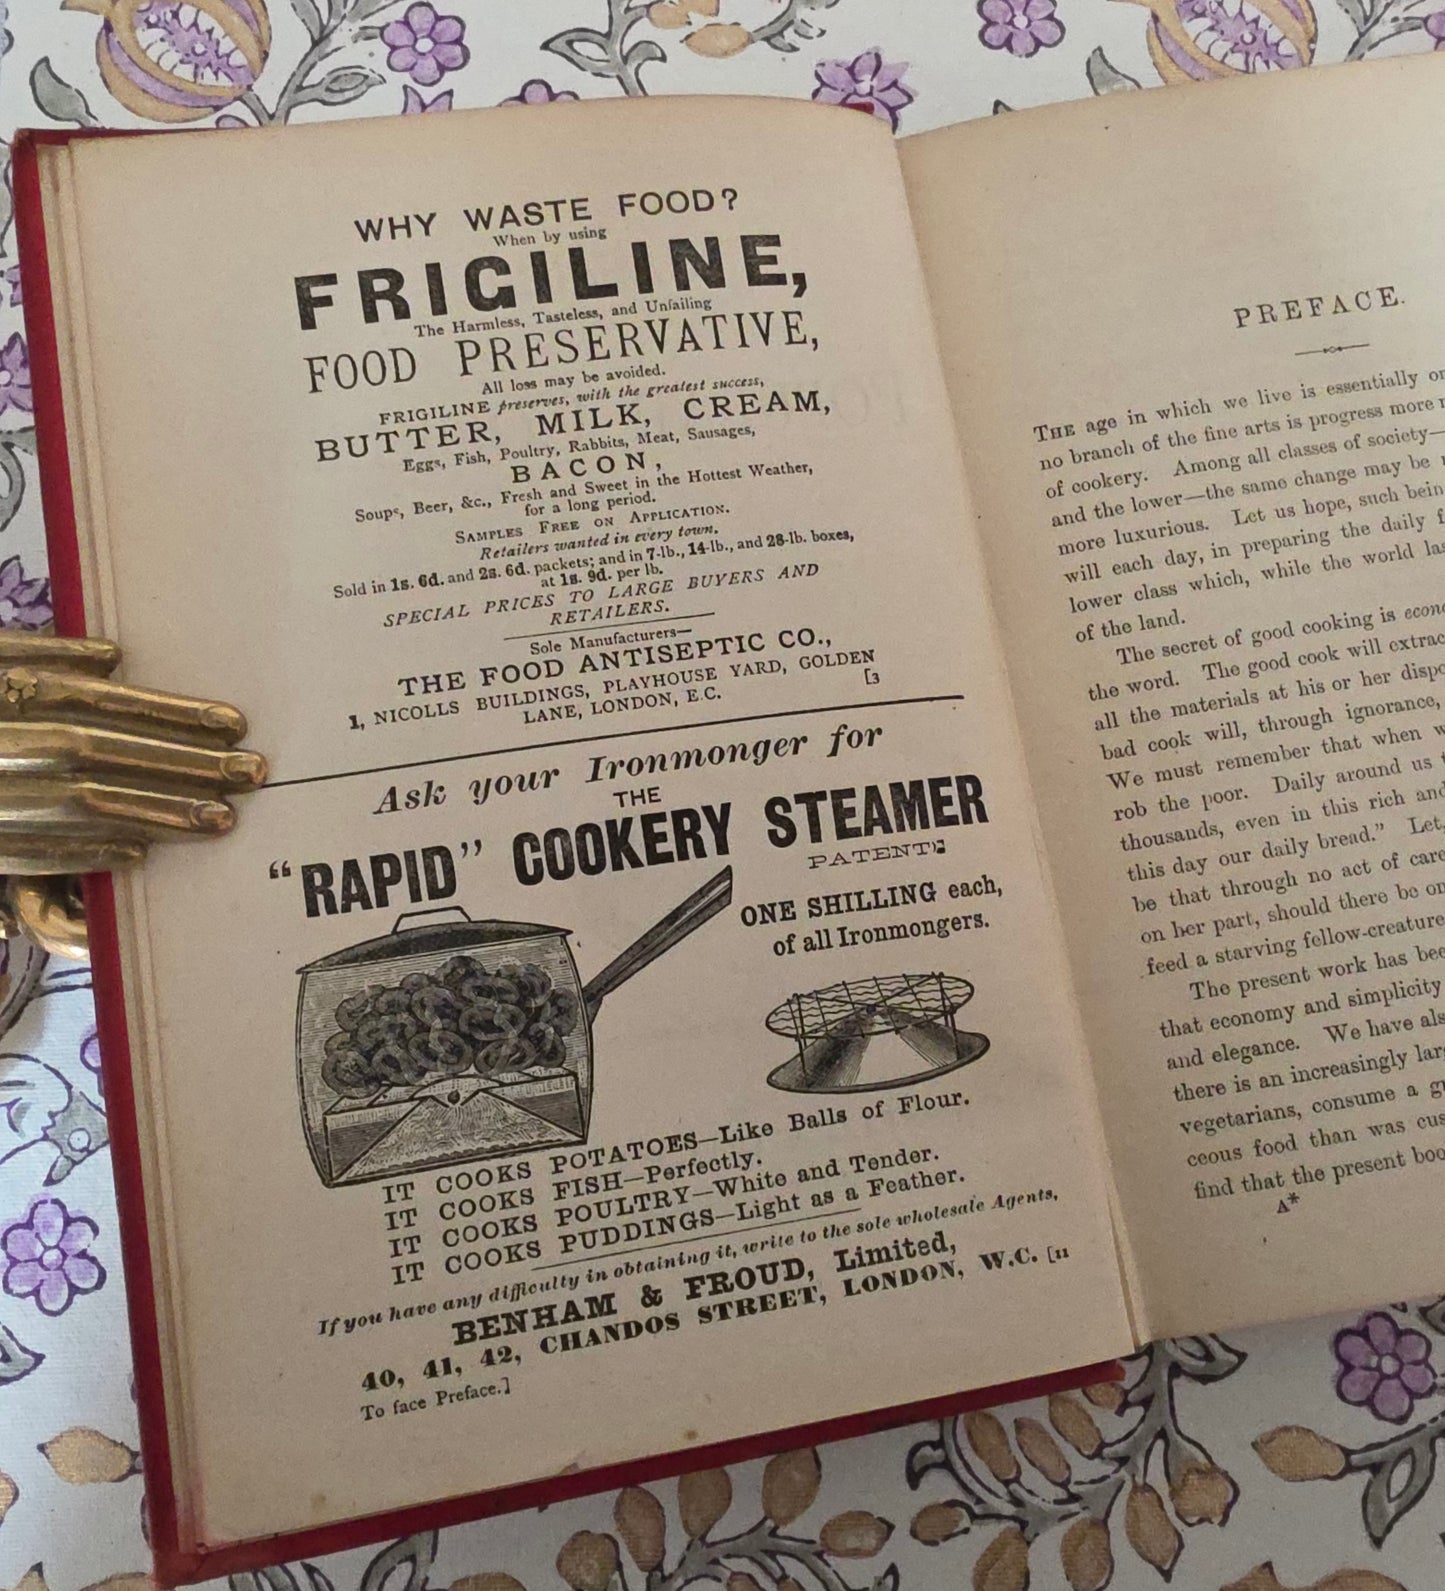 WHY WASTE FOOD?
When by using
FRIGILINE,
The Harmless, Tasteless, and Unfailing
FOOD PRESERVATIVE,
All loss may be avoided.
FRIGILINE preserves, with the greatest success,
BUTTER, MILK, CREAM,
Eggs, Fish, Poultry, Rabbits, Meat, Sausages,
BACON,
Soups, Beer, &c., Fresh and Sweet in the Hottest Weather,
for a long period.
SAMPLES FREE ON APPLICATION.
Retailers wanted in every town.
Sold in 1s. 6d. and 2s. 6d. packets; and in 7-lb., 14-lb., and 28-lb. boxes,
at 1s. 9d. per lb.
SPECIAL PRICES TO LARGE BUYERS AND
RETAILERS.
Sole Manufacturers—
THE FOOD ANTISEPTIC CO.,
1, NICOLLS BUILDINGS, PLAYHOUSE YARD, GOLDEN
LANE, LONDON, E.C. [3
Ask your Ironmonger for
THE
"RAPID" COOKERY STEAMER
PATENT
ONE SHILLING each,
of all Ironmongers.
IT COOKS POTATOES—Like Balls of Flour.
IT COOKS FISH—Perfectly.
IT COOKS POULTRY—White and Tender.
IT COOKS PUDDINGS—Light as a Feather.
If you have any difficulty in obtaining it, write to the sole wholesale Agents,
BENHAM & FROUD, Limited,
40, 41, 42, CHANDOS STREET, LONDON, W.C. [11
To face Preface.]
PREFACE.
THE age in which we live is essentially
no branch of the fine arts is progress more
of cookery. Among all classes of society—
and the lower—the same change may be
more luxurious. Let us hope, such
will each day, in preparing the daily
lower class which, while the world
of the land.
The secret of good cooking is
the word. The good cook will
all the materials at his or her
bad cook will, through ignorance,
We must remember that when
rob the poor. Daily around us
thousands, even in this rich and
this day our daily bread." Let
be that through no act of
on her part, should there be
feed a starving fellow-creature
The present work has
that economy and simplicity
and elegance. We have
there is an increasingly
vegetarians, consume a
ceous food than was
find that the present
A*